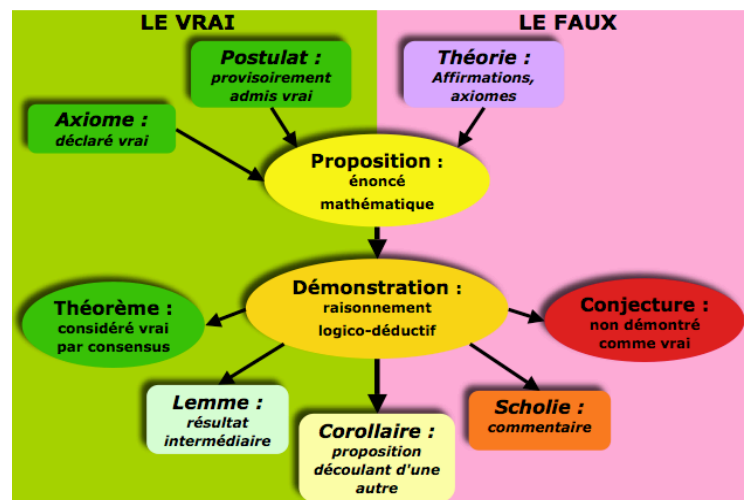 LE VRAI
LE FAUX
Postulat :
provisoirement
admis vrai
Théorie :
Affirmations,
axiomes
Axiome :
déclaré vrai
Proposition :
énoncé
mathématique
Démonstration :
raisonnement
logico-déductif
Théorème :
considéré vrai
par consensus
Conjecture :
non démontré
comme vrai
Lemme :
résultat
intermédiaire
Corollaire :
proposition
découlant d'une
autre
Scholie :
commentaire